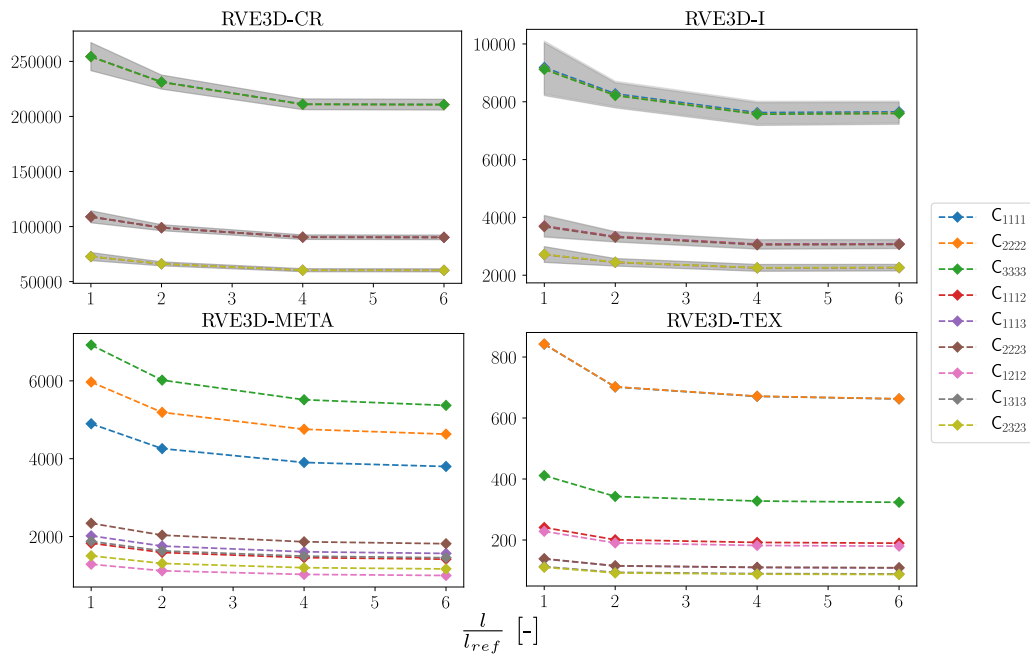 RVE3D-CR
250000
200000
150000
100000
50000
1 2 3 4 5 6
RVE3D-I
10000
8000
6000
4000
2000
1 2 3 4 5 6
RVE3D-META
6000
4000
2000
1 2 3 4 5 6
RVE3D-TEX
800
600
400
200
1 2 3 4 5 6
l/l_ref [-]
C1111
C2222
C3333
C1112
C1113
C2223
C1212
C1313
C2323